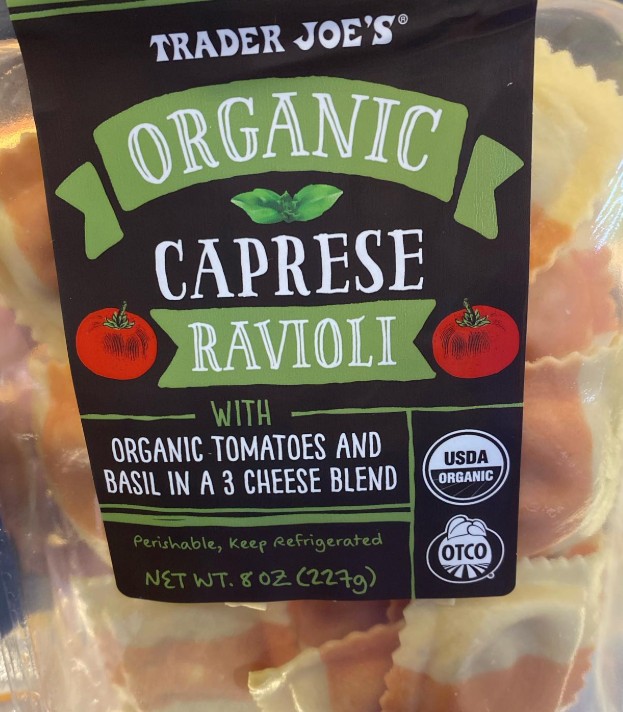 TRADER JOE'S®
ORGANIC
CAPRESE
RAVIOLI
WITH
ORGANIC TOMATOES AND
BASIL IN A 3 CHEESE BLEND
USDA
ORGANIC
Perishable, Keep Refrigerated
OTCO
NET WT. 8 OZ (227g)